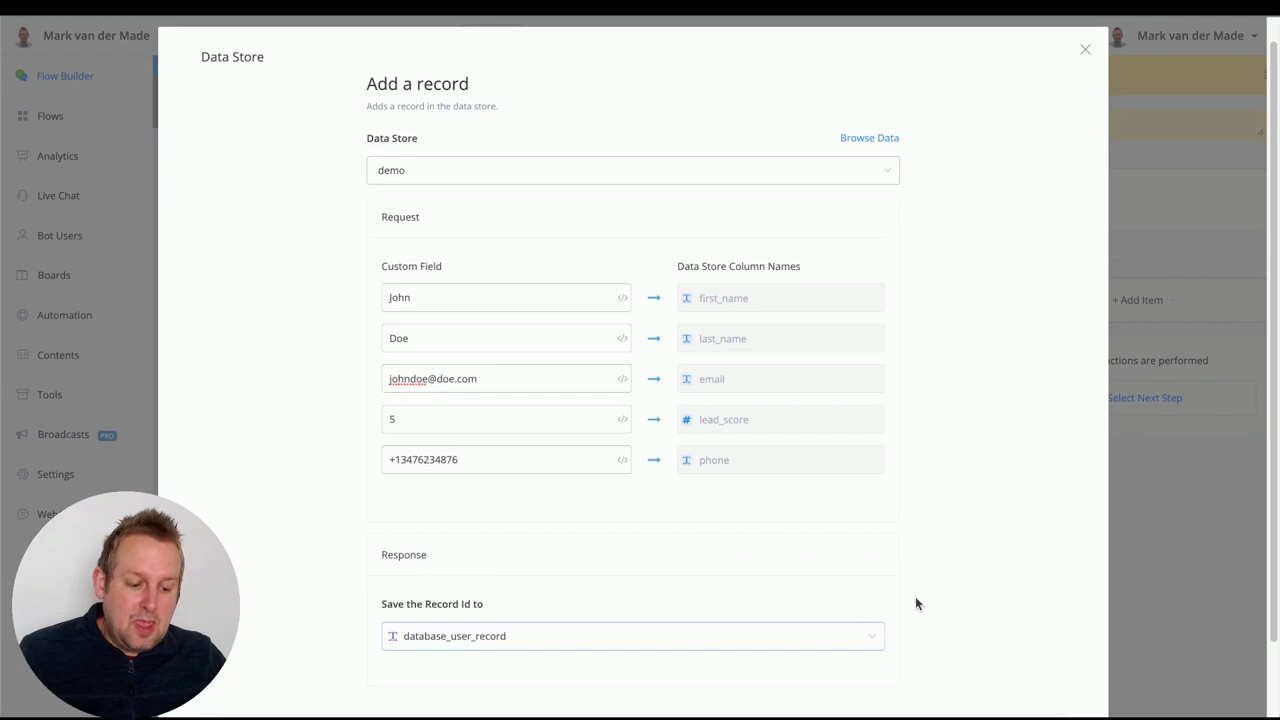 Mark van der Made
Mark van der Made
Data Store
Add a record
Adds a record in the data store.
Flow Builder
Flows
Analytics
Live Chat
Bot Users
Boards
Automation
Contents
Tools
Broadcasts PRO
Settings
Data Store
Browse Data
demo
Request
Custom Field
Data Store Column Names
John
first_name
Doe
last_name
johndoe@doe.com
email
5
# lead_score
+13476234876
phone
Response
Save the Record Id to
database_user_record
+ Add Item
ctions are performed
Select Next Step